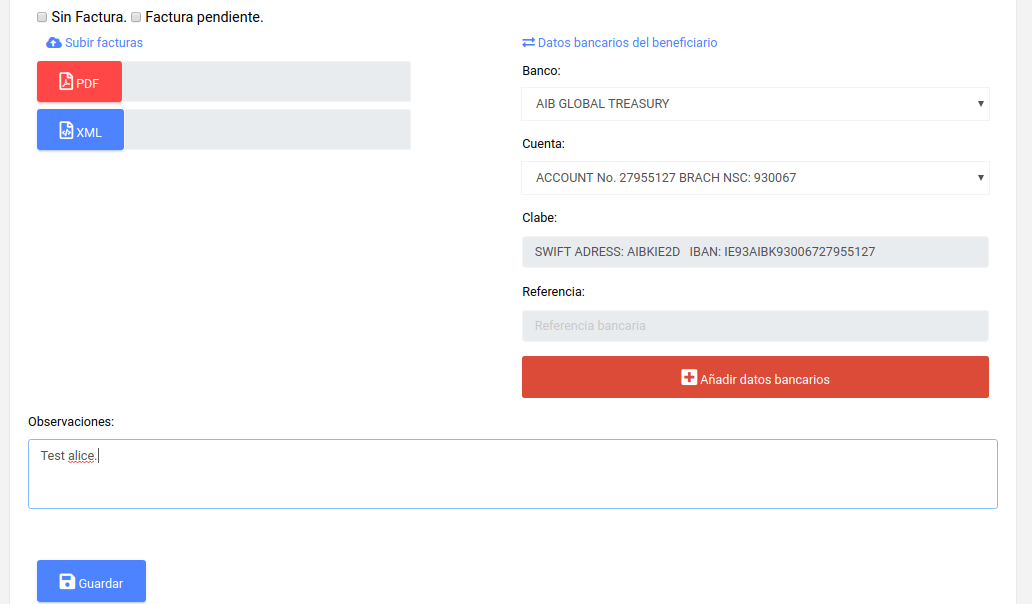 Sin Factura. Factura pendiente.
Subir facturas
PDF
XML
Datos bancarios del beneficiario
Banco:
AIB GLOBAL TREASURY
Cuenta:
ACCOUNT No. 27955127 BRACH NSC: 930067
Clabe:
SWIFT ADRESS: AIBKIE2D IBAN: IE93AIBK93006727955127
Referencia:
Referencia bancaria
Añadir datos bancarios
Observaciones:
Test alice.
Guardar